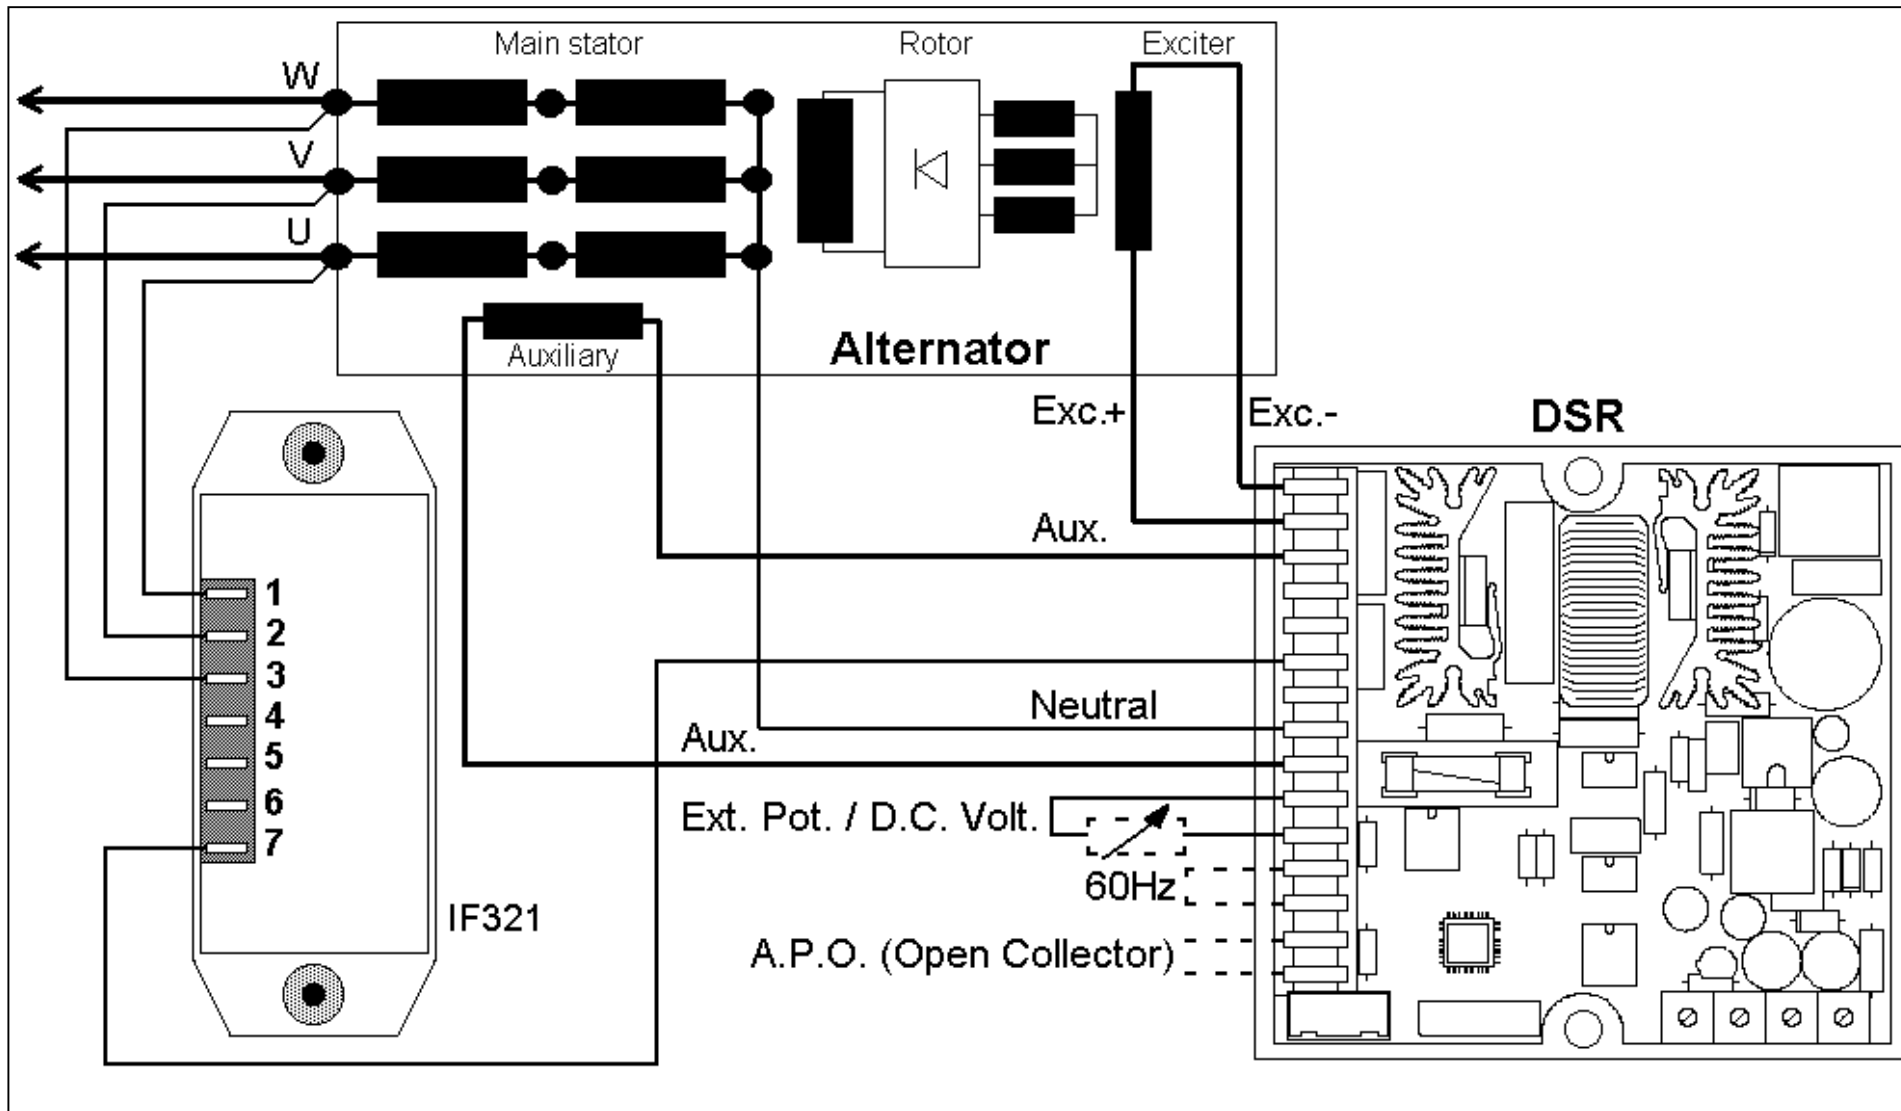 Main stator
Rotor
Exciter
W
V
U
Auxiliary
Alternator
Exc.+
Exc.-
DSR
Aux.
1
2
3
4
5
6
7
Neutral
Aux.
Ext. Pot. / D.C. Volt.
60Hz
IF321
A.P.O. (Open Collector)